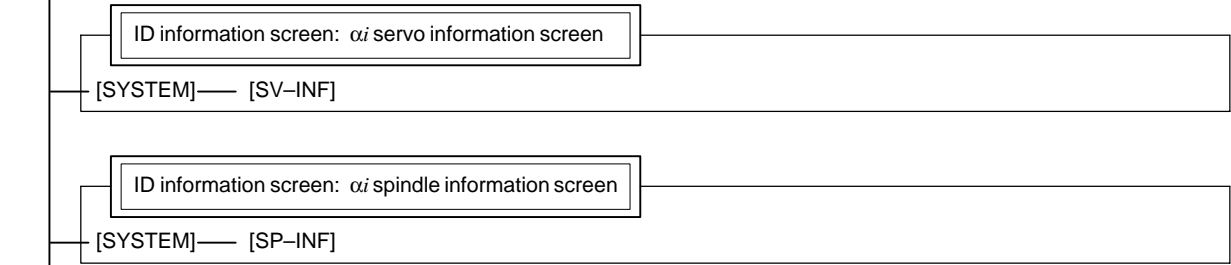 ID information screen: αi servo information screen
[SYSTEM] [SV–INF]
ID information screen: αi spindle information screen
[SYSTEM] [SP–INF]